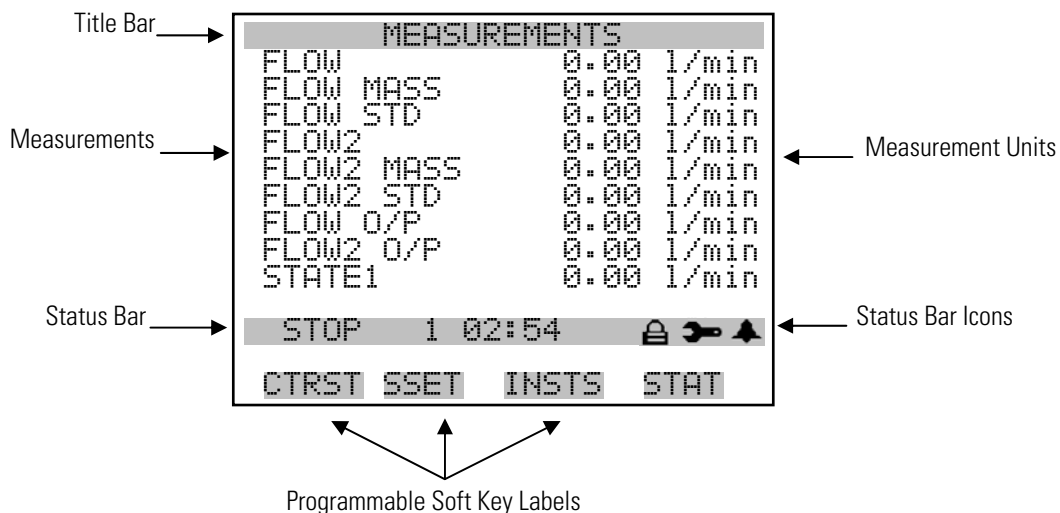 Title Bar
MEASUREMENTS
FLOW 0.00 l/min
FLOW MASS 0.00 l/min
FLOW STD 0.00 l/min
FLOW2 0.00 l/min
FLOW2 MASS 0.00 l/min
FLOW2 STD 0.00 l/min
FLOW O/P 0.00 l/min
FLOW2 O/P 0.00 l/min
STATE1 0.00 l/min
Measurements
Measurement Units
Status Bar
STOP 1 02:54
Status Bar Icons
CTRST SSET INSTS STAT
Programmable Soft Key Labels